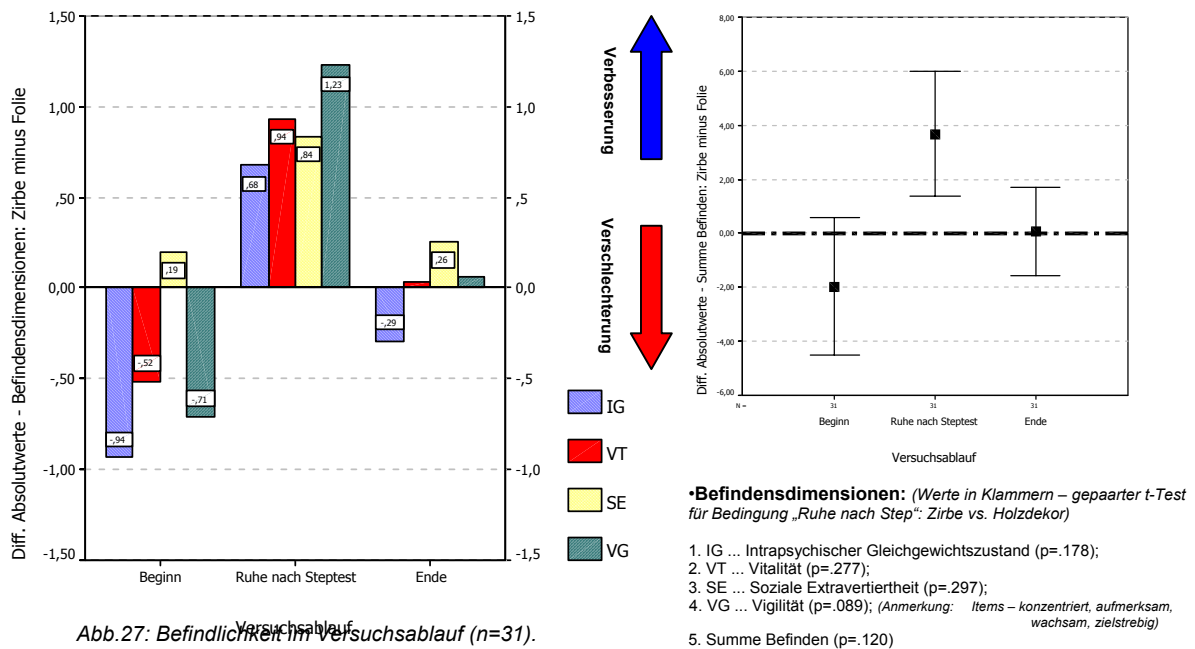 Diff. Absolutwerte - Befindensdimensionen: Zirbe minus Folie
1,50
1,00
,50
0,00
-,50
-1,00
-1,50
1,5
1,0
,5
0,0
-,5
-1,0
-1,5
-,94
-,52
,19
-,71
,68
,94
,84
1,23
-,29
,26
Beginn
Ruhe nach Steptest
Ende
Versuchsablauf
Abb.27: Befindlichkeit im Versuchsablauf (n=31).
Verbesserung
Verschlechterung
IG
VT
SE
VG
Diff. Absolutwerte - Summe Befinden: Zirbe minus Folie
8,00
6,00
4,00
2,00
0,00
-2,00
-4,00
-6,00
N =
31
31
31
Beginn
Ruhe nach Steptest
Ende
Versuchsablauf
•Befindensdimensionen: (Werte in Klammern – gepaarter t-Test
für Bedingung „Ruhe nach Step“: Zirbe vs. Holzdekor)
1. IG ... Intrapsychischer Gleichgewichtszustand (p=.178);
2. VT ... Vitalität (p=.277);
3. SE ... Soziale Extravertiertheit (p=.297);
4. VG ... Vigilität (p=.089); (Anmerkung: Items – konzentriert, aufmerksam,
wachsam, zielstrebig)
5. Summe Befinden (p=.120)